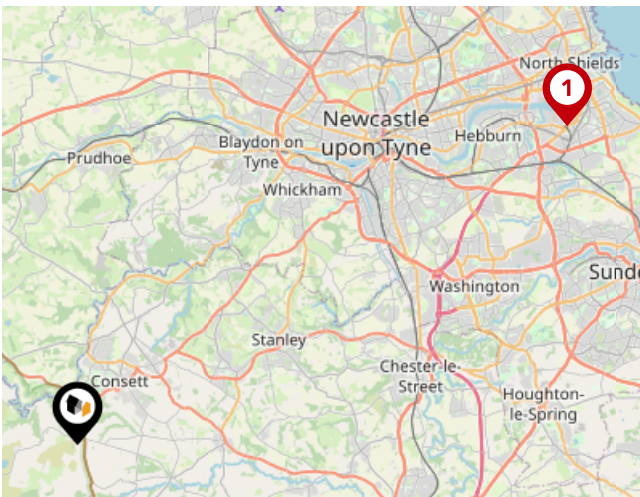 North Shields
1
Newcastle
upon Tyne
Hebburn
Blaydon on
Tyne
Prudhoe
Whickham
Washington
Stanley
Chester-le-
Street
Consett
Houghton-
le-Spring